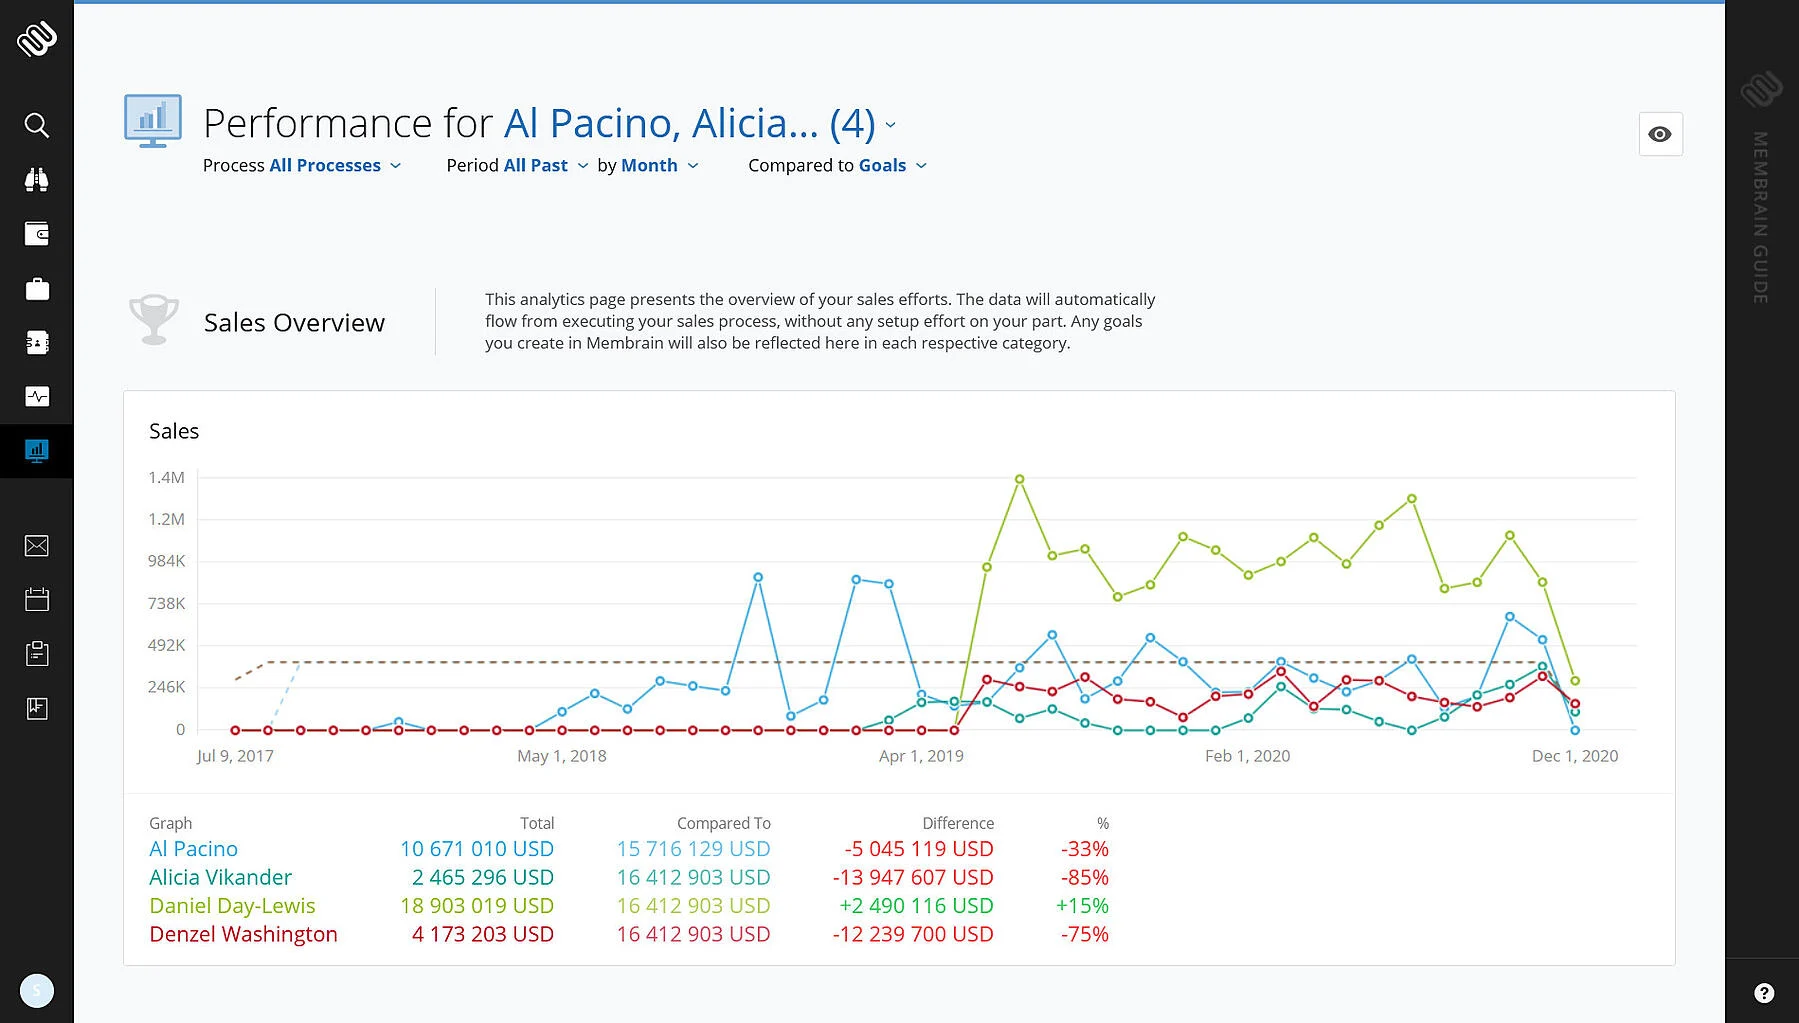 Performance for Al Pacino, Alicia... (4)
Process All Processes Period All Past by Month Compared to Goals
MEMBRAIN GUIDE
Sales Overview
This analytics page presents the overview of your sales efforts. The data will automatically
flow from executing your sales process, without any setup effort on your part. Any goals
you create in Membrain will also be reflected here in each respective category.
Sales
1.4M
1.2M
984K
738K
492K
246K
0
Jul 9, 2017 May 1, 2018 Apr 1, 2019 Feb 1, 2020 Dec 1, 2020
Graph Total Compared To Difference %
Al Pacino 10 671 010 USD 15 716 129 USD -5 045 119 USD -33%
Alicia Vikander 2 465 296 USD 16 412 903 USD -13 947 607 USD -85%
Daniel Day-Lewis 18 903 019 USD 16 412 903 USD +2 490 116 USD +15%
Denzel Washington 4 173 203 USD 16 412 903 USD -12 239 700 USD -75%
S
?